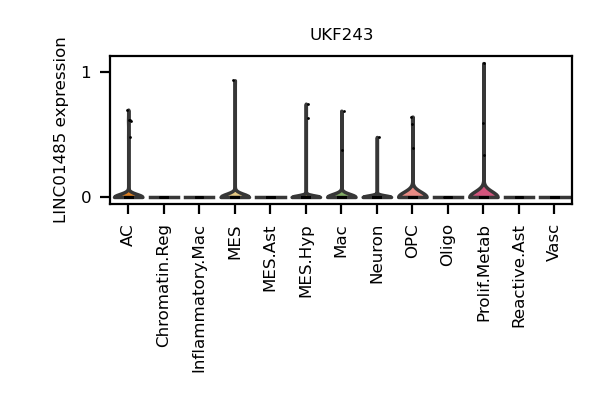 UKF243
LINC01485 expression
1
0
AC
Chromatin.Reg
Inflammatory.Mac
MES
MES.Ast
MES.Hyp
Mac
Neuron
OPC
Oligo
Prolif.Metab
Reactive.Ast
Vasc